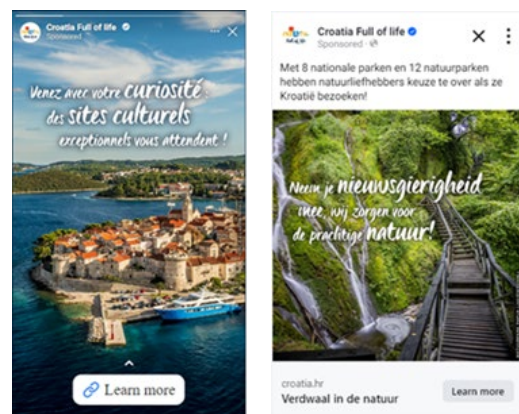 Croatia Full of life
Sponsored
Venez avec votre curiosité :
des sites culturels
exceptionnels vous attendent !
Learn more
Croatia Full of life
Sponsored ·
Met 8 nationale parken en 12 natuurparken
hebben natuurliefhebbers keuze te over als ze
Kroatië bezoeken!
Neem je nieuwsgierigheid
mee, wij zorgen voor
de prachtige natuur!
croatia.hr
Verdwaal in de natuur
Learn more